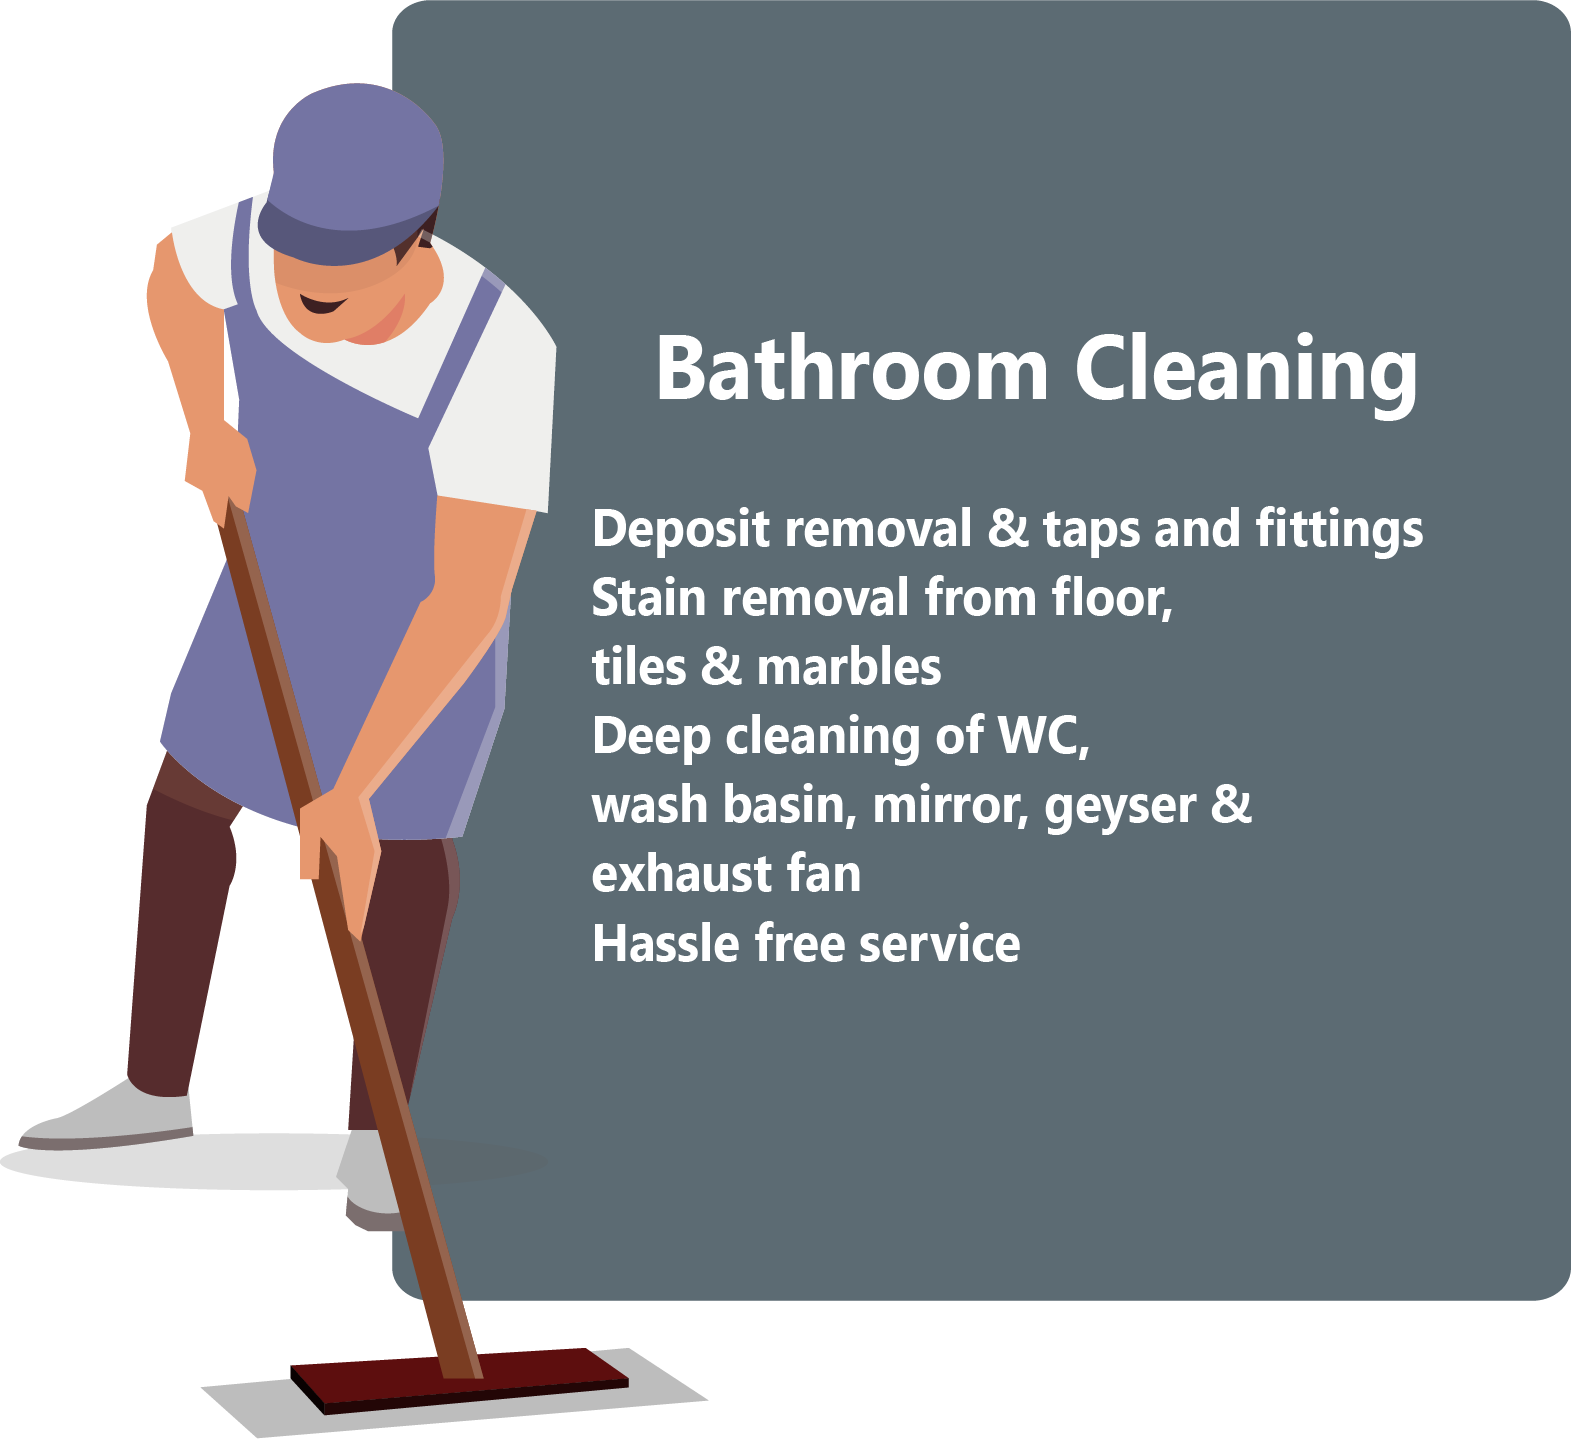 Bathroom Cleaning
Deposit removal & taps and fittings
Stain removal from floor,
tiles & marbles
Deep cleaning of WC,
wash basin, mirror, geyser &
exhaust fan
Hassle free service